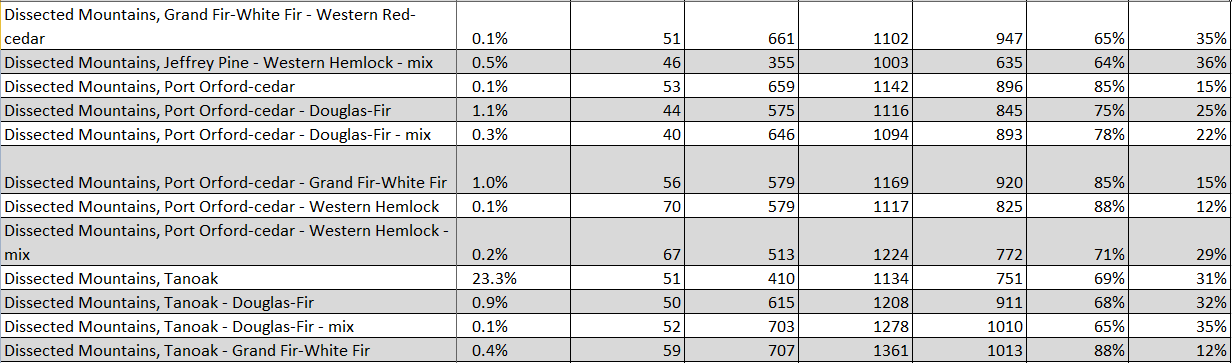 Dissected Mountains, Grand Fir-White Fir - Western Red-
cedar 0.1% 51 661 1102 947 65% 35%
Dissected Mountains, Jeffrey Pine - Western Hemlock - mix 0.5% 46 355 1003 635 64% 36%
Dissected Mountains, Port Orford-cedar 0.1% 53 659 1142 896 85% 15%
Dissected Mountains, Port Orford-cedar - Douglas-Fir 1.1% 44 575 1116 845 75% 25%
Dissected Mountains, Port Orford-cedar - Douglas-Fir - mix 0.3% 40 646 1094 893 78% 22%
Dissected Mountains, Port Orford-cedar - Grand Fir-White Fir 1.0% 56 579 1169 920 85% 15%
Dissected Mountains, Port Orford-cedar - Western Hemlock 0.1% 70 579 1117 825 88% 12%
Dissected Mountains, Port Orford-cedar - Western Hemlock -
mix 0.2% 67 513 1224 772 71% 29%
Dissected Mountains, Tanoak 23.3% 51 410 1134 751 69% 31%
Dissected Mountains, Tanoak - Douglas-Fir 0.9% 50 615 1208 911 68% 32%
Dissected Mountains, Tanoak - Douglas-Fir - mix 0.1% 52 703 1278 1010 65% 35%
Dissected Mountains, Tanoak - Grand Fir-White Fir 0.4% 59 707 1361 1013 88% 12%